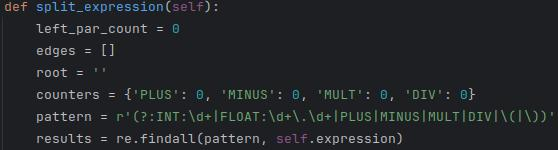 def split_expression(self):
left_par_count = 0
edges = []
root = ''
counters = {'PLUS': 0, 'MINUS': 0, 'MULT': 0, 'DIV': 0}
pattern = r'(?:INT:\d+|FLOAT:\d+\.\d+|PLUS|MINUS|MULT|DIV|\(|\))'
results = re.findall(pattern, self.expression)